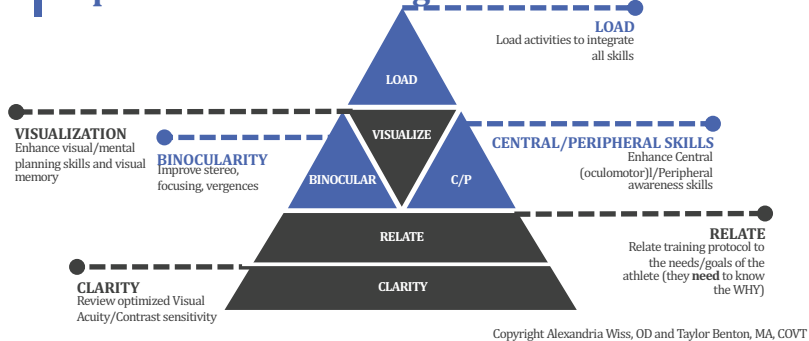 LOAD
Load activities to integrate
all skills
LOAD
VISUALIZATION
Enhance visual/mental
planning skills and visual
memory
BINOCULARITY
Improve stereo,
focusing, vergences
VISUALIZE
CENTRAL/PERIPHERAL SKILLS
Enhance Central
(oculomotor)l/Peripheral
awareness skills
BINOCULAR
C/P
RELATE
RELATE
Relate training protocol to
the needs/goals of the
athlete (they need to know
the WHY)
CLARITY
Review optimized Visual
Acuity/Contrast sensitivity
CLARITY
Copyright Alexandria Wiss, OD and Taylor Benton, MA, COVT